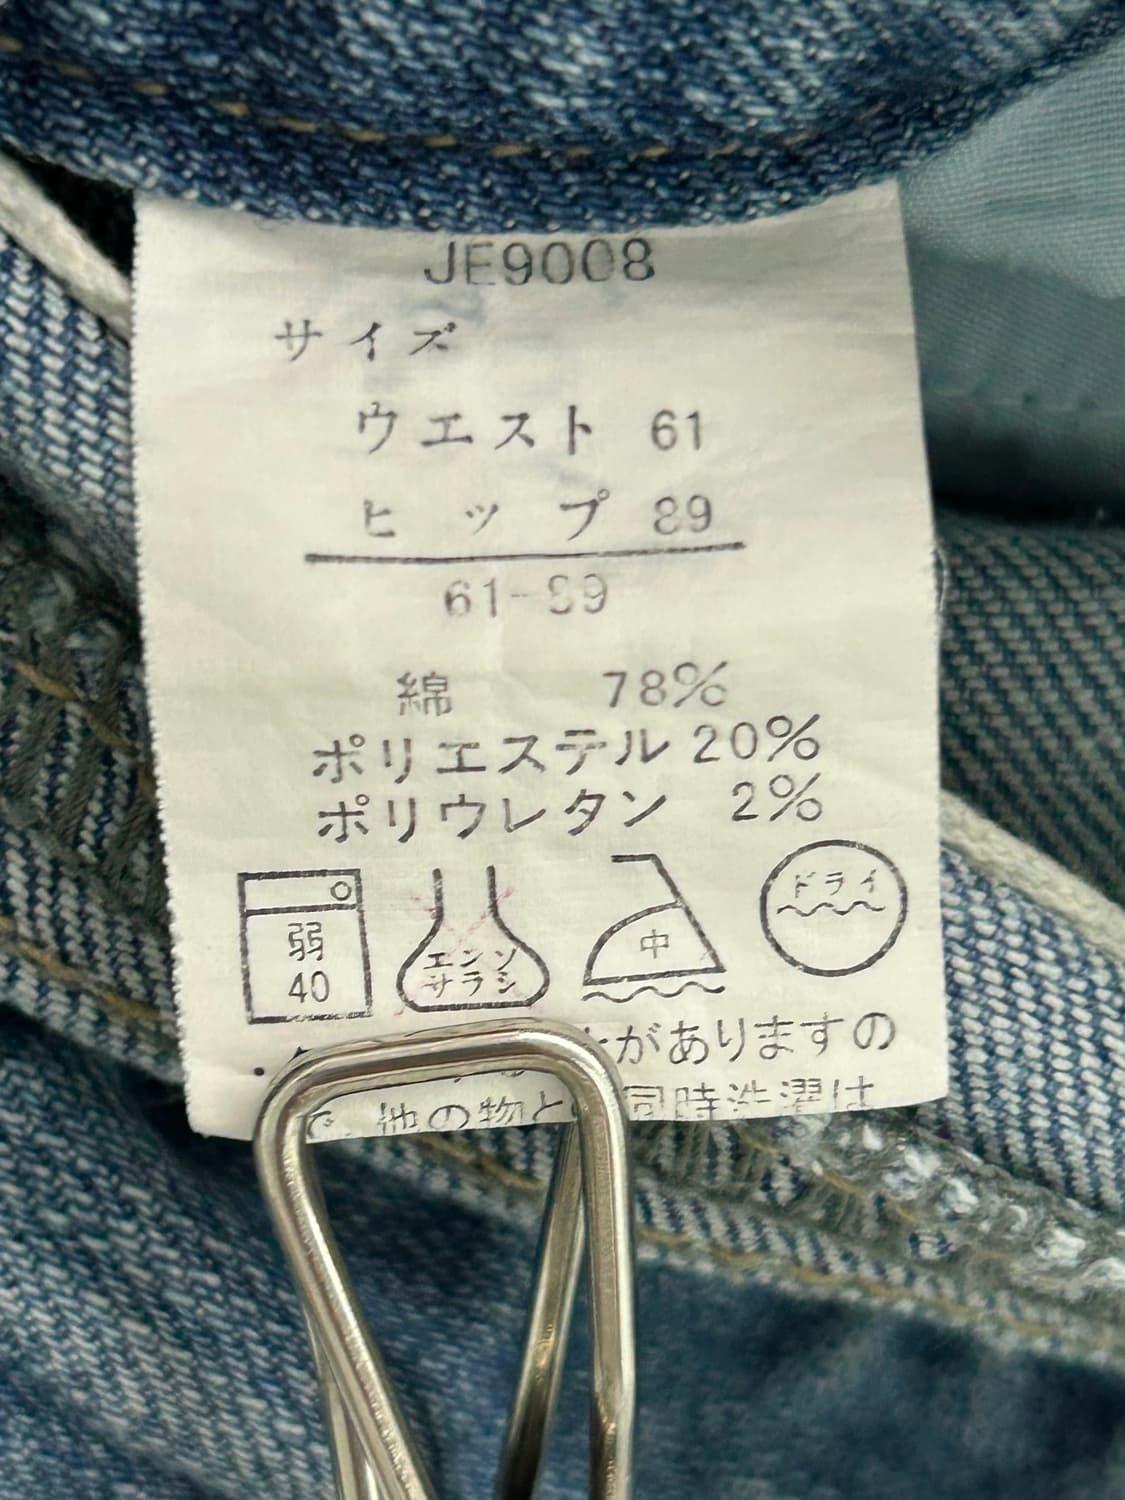 JE9008
サイズ
ウエスト 61
ヒップ 89
61-89
綿 78%
ポリエステル 20%
ポリウレタン 2%
弱
40
エンソ
サラシ
中
ドライ
がありますの
で、他の物と 同時洗濯は